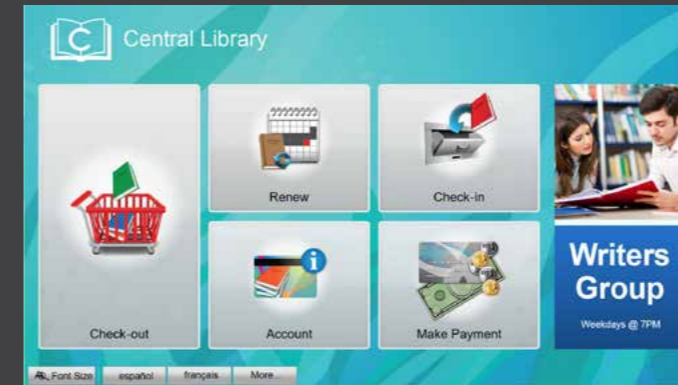 C
Central Library
Renew
Check-in
Check-out
Account
i
Make Payment
Writers
Group
Weekdays @ 7PM
Font Size
español
français
More...